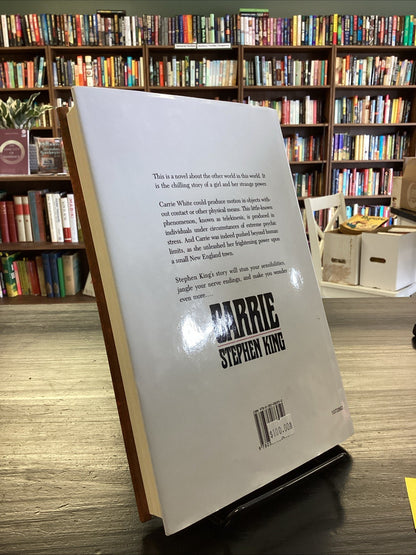 This is a novel about the other world in this world. It
is the chilling story of a girl and her strange power.
Carrie White could produce motion in objects with-
out contact or other physical means. This little-known
phenomenon, known as telekinesis, is produced in
individuals under circumstances of extreme psychic
stress. And Carrie was indeed pushed beyond human
limits, as she unleashed her frightening power upon
a small New England town.
Stephen King's story will stun your sensibilities,
jangle your nerve endings, and make you wonder
even more....
CARRIE
STEPHEN KING